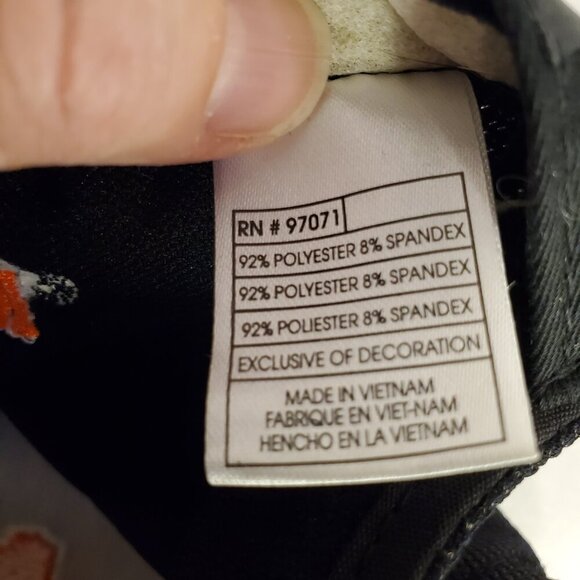 RN # 97071
92% POLYESTER 8% SPANDEX
92% POLYESTER 8% SPANDEX
92% POLIESTER 8% SPANDEX
EXCLUSIVE OF DECORATION
MADE IN VIETNAM
FABRIQUE EN VIET-NAM
HENCHO EN LA VIETNAM